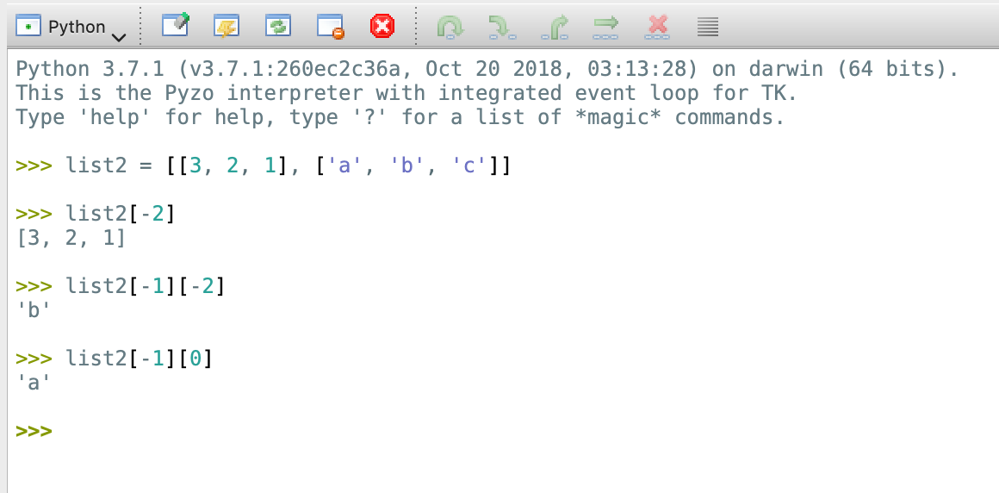 Python
Python 3.7.1 (v3.7.1:260ec2c36a, Oct 20 2018, 03:13:28) on darwin (64 bits).
This is the Pyzo interpreter with integrated event loop for TK.
Type 'help' for help, type '?' for a list of *magic* commands.
>>> list2 = [[3, 2, 1], ['a', 'b', 'c']]
>>> list2[-2]
[3, 2, 1]
>>> list2[-1][-2]
'b'
>>> list2[-1][0]
'a'
>>>